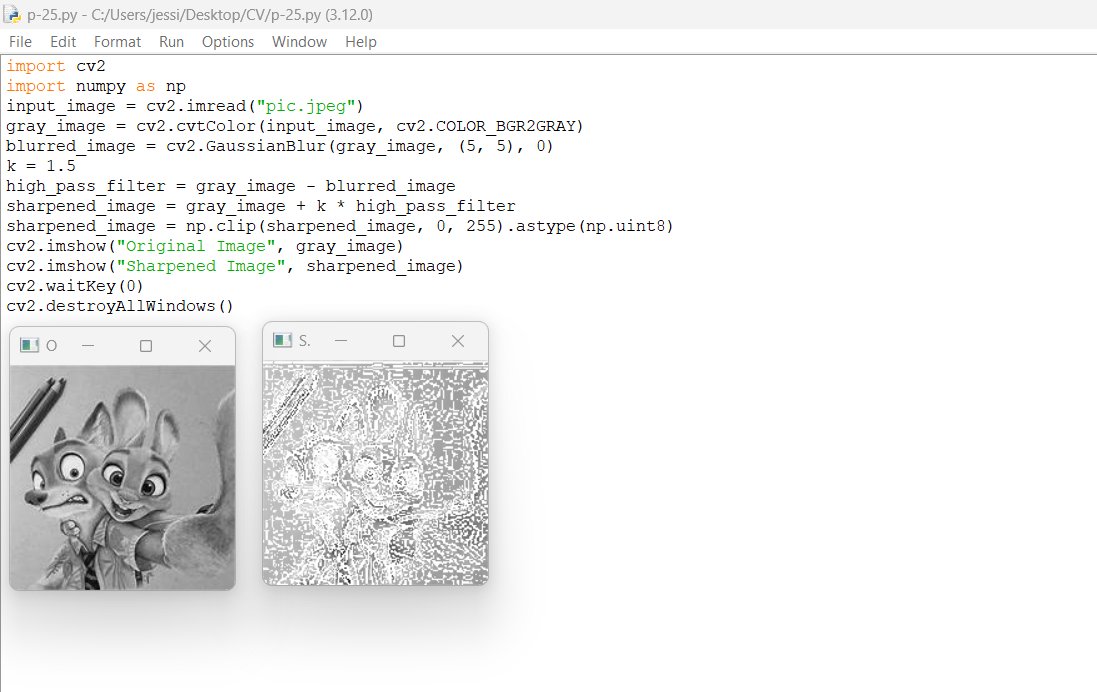 p-25.py - C:/Users/jessi/Desktop/CV/p-25.py (3.12.0)
File Edit Format Run Options Window Help
import cv2
import numpy as np
input_image = cv2.imread("pic.jpeg")
gray_image = cv2.cvtColor(input_image, cv2.COLOR_BGR2GRAY)
blurred_image = cv2.GaussianBlur(gray_image, (5, 5), 0)
k = 1.5
high_pass_filter = gray_image - blurred_image
sharpened_image = gray_image + k * high_pass_filter
sharpened_image = np.clip(sharpened_image, 0, 255).astype(np.uint8)
cv2.imshow("Original Image", gray_image)
cv2.imshow("Sharpened Image", sharpened_image)
cv2.waitKey(0)
cv2.destroyAllWindows()
O
S.